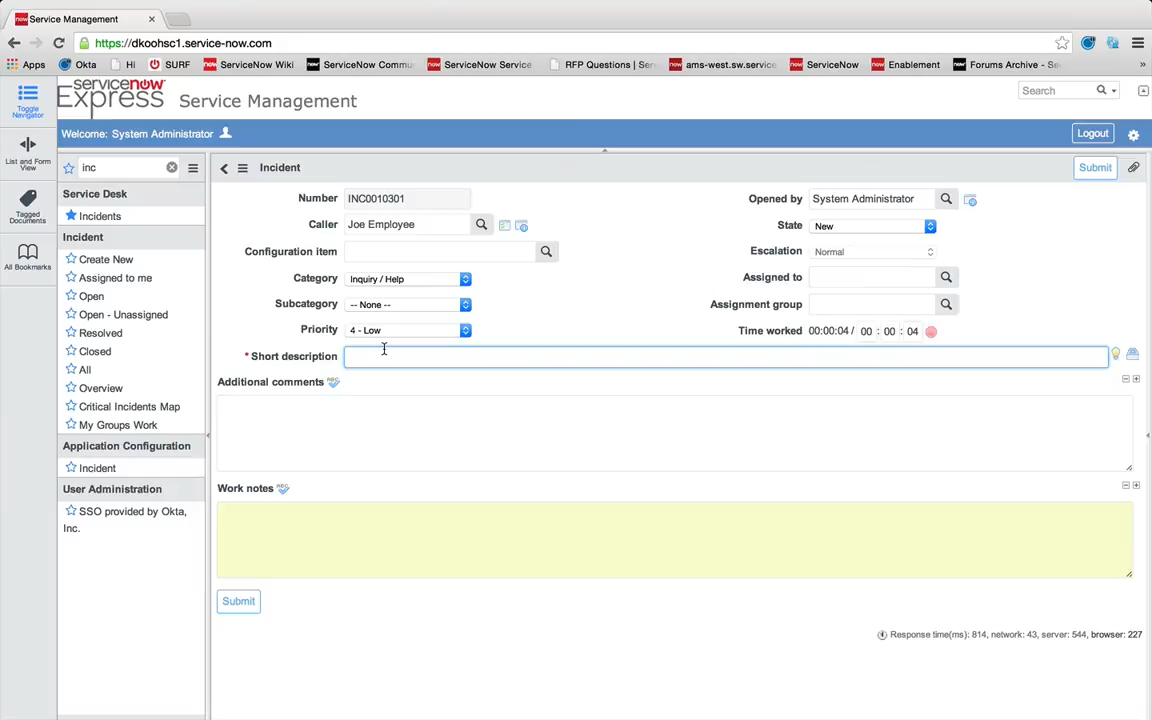 Service Management
https://dkoohsc1.service-now.com
Apps Okta Hi SURF ServiceNow Wiki ServiceNow Commu ServiceNow Service RFP Questions | Ser ams-west.sw.service ServiceNow Enablement Forums Archive - Se »
servicenow
Express Service Management
Search
Welcome: System Administrator
Logout
Toggle
Navigator
List and Form
View
Tagged
Documents
All Bookmarks
inc
Service Desk
Incidents
Incident
Create New
Assigned to me
Open
Open - Unassigned
Resolved
Closed
All
Overview
Critical Incidents Map
My Groups Work
Application Configuration
Incident
User Administration
SSO provided by Okta,
Inc.
Incident
Submit
Number INC0010301
Caller Joe Employee
Configuration item
Category Inquiry / Help
Subcategory -- None --
Priority 4 - Low
Opened by System Administrator
State New
Escalation Normal
Assigned to
Assignment group
Time worked 00:00:04 / 00 : 00 : 04
* Short description
Additional comments
Work notes
Submit
Response time(ms): 814, network: 43, server: 544, browser: 227